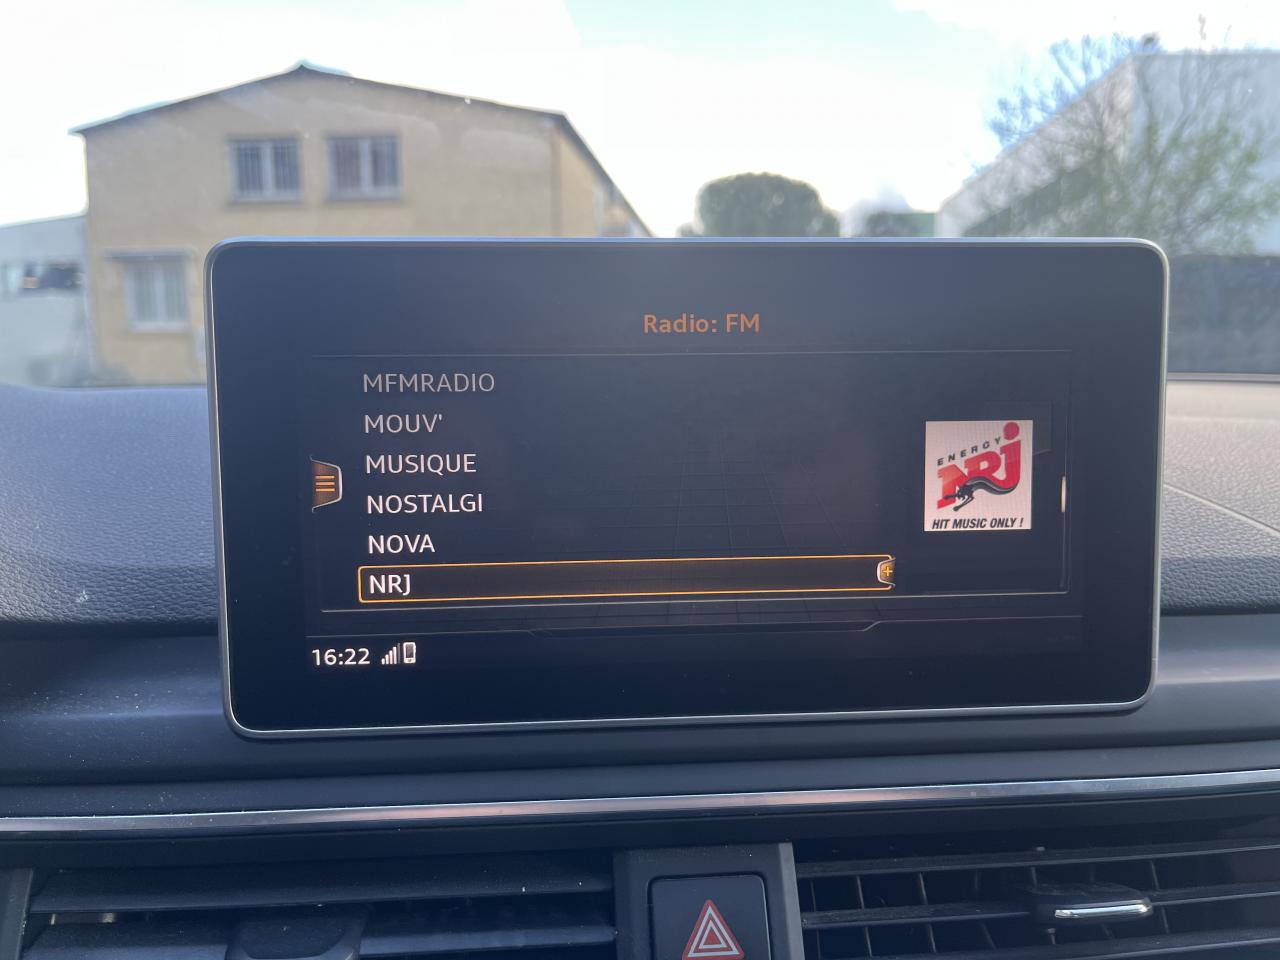 Radio: FM
MFMRADIO
MOUV'
MUSIQUE
NOSTALGI
NOVA
NRJ
ENERGY
NRJ
HIT MUSIC ONLY !
16:22